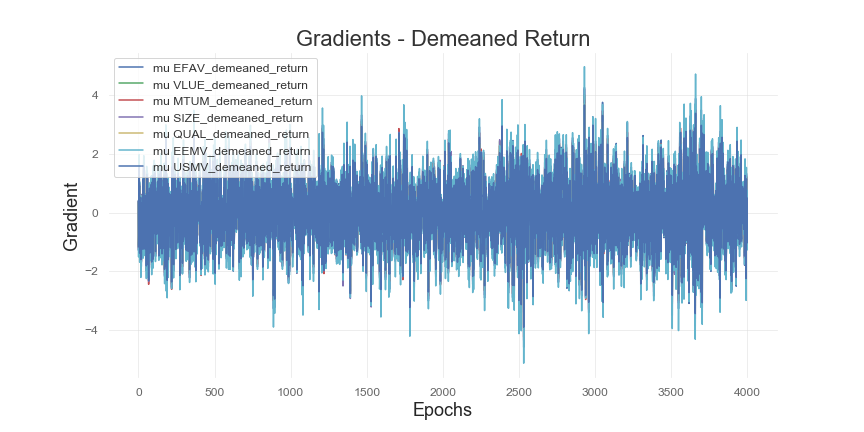 Gradients - Demeaned Return
mu EFAV_demeaned_return
mu VLUE_demeaned_return
mu MTUM_demeaned_return
mu SIZE_demeaned_return
mu QUAL_demeaned_return
mu EEMV_demeaned_return
mu USMV_demeaned_return
Gradient
4
2
0
−2
−4
0 500 1000 1500 2000 2500 3000 3500 4000
Epochs